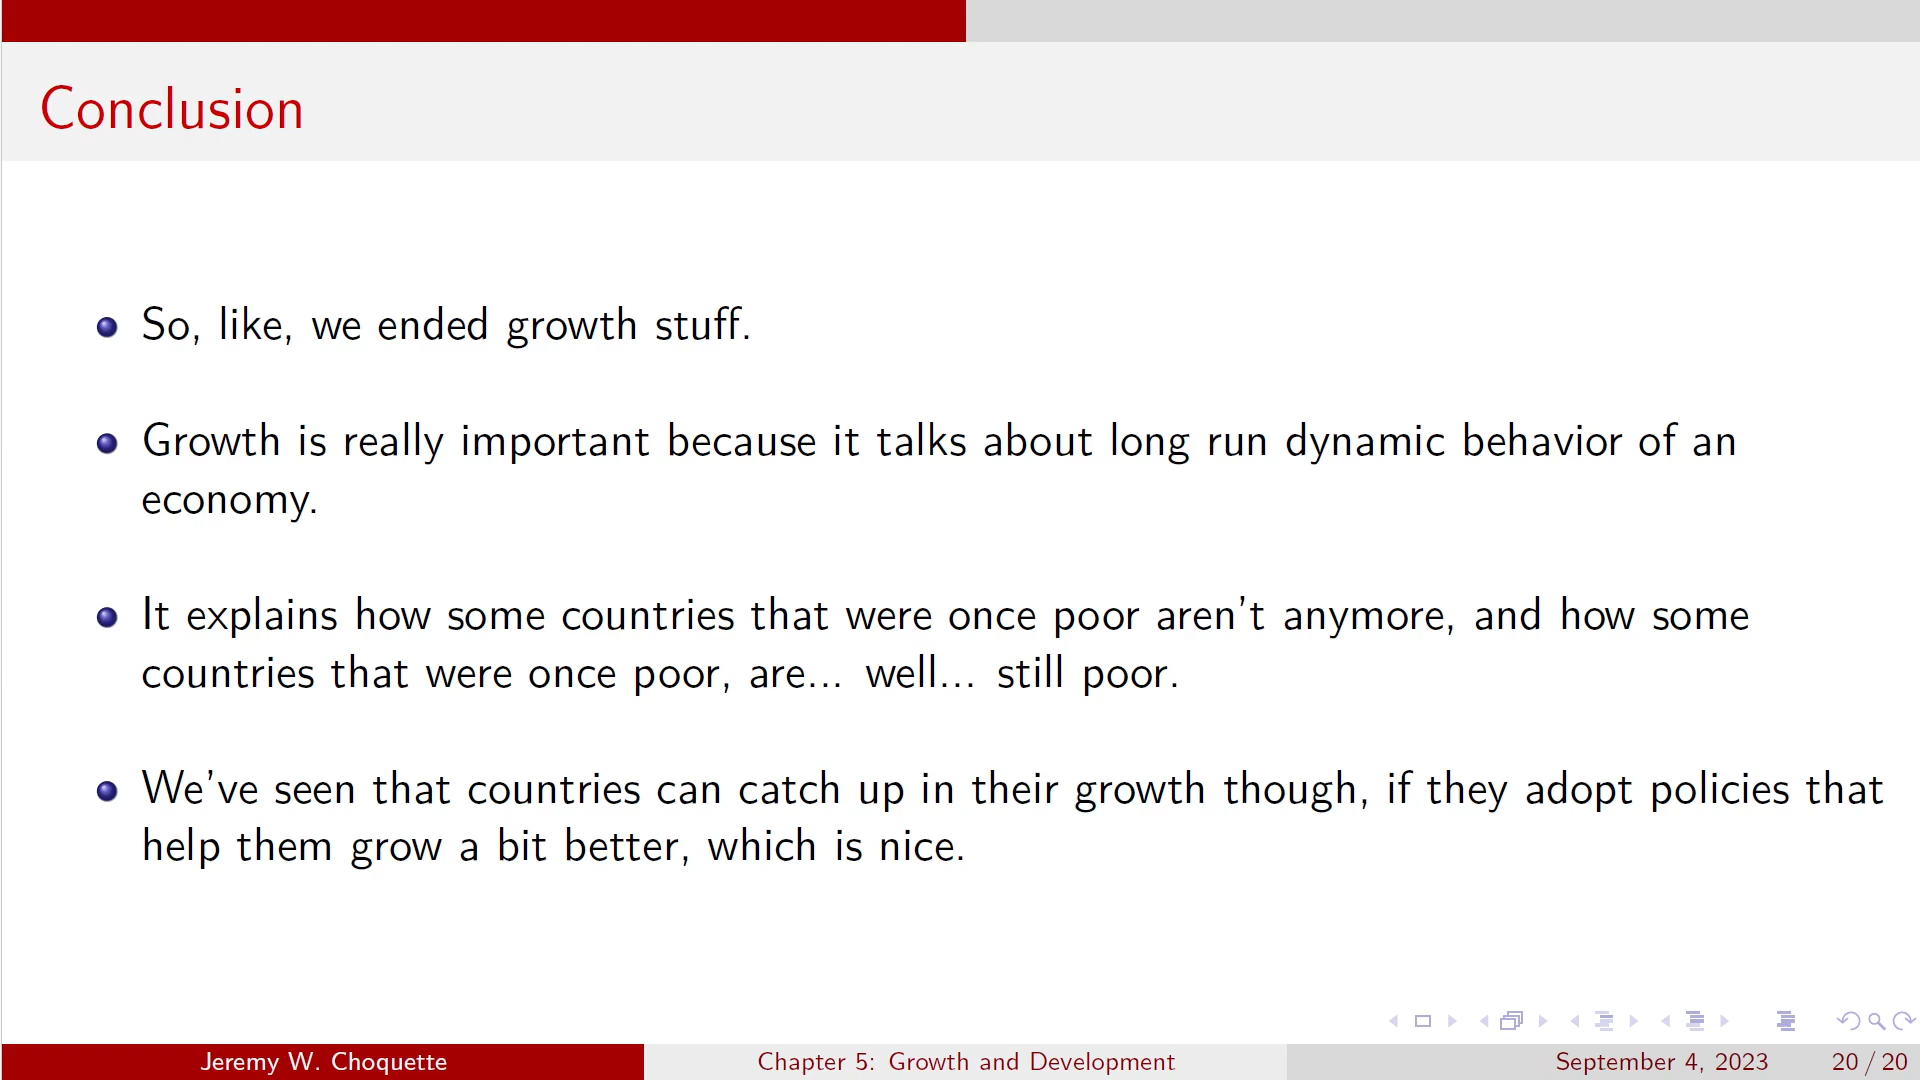 Conclusion
So, like, we ended growth stuff.
Growth is really important because it talks about long run dynamic behavior of an
economy.
It explains how some countries that were once poor aren't anymore, and how some
countries that were once poor, are... well... still poor.
We've seen that countries can catch up in their growth though, if they adopt policies that
help them grow a bit better, which is nice.
Jeremy W. Choquette Chapter 5: Growth and Development September 4, 2023 20 / 20